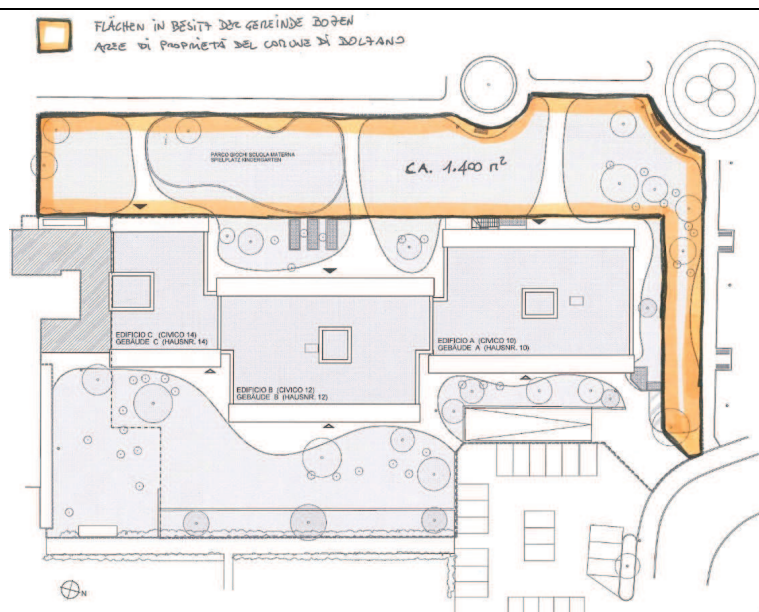 FLÄCHEN IN BESITZ DER GEMEINDE BOZEN
AREE DI PROPRIETÀ DEL COMUNE DI BOLZANO
PARCO GIOCHI SCUOLA MATERNA
SPIELPLATZ KINDERGARTEN
CA. 1.400 m²
EDIFICIO C (CIVICO 14)
GEBÄUDE C (HAUSNR. 14)
EDIFICIO A (CIVICO 10)
GEBÄUDE A (HAUSNR. 10)
EDIFICIO B (CIVICO 12)
GEBÄUDE B (HAUSNR. 12)
N